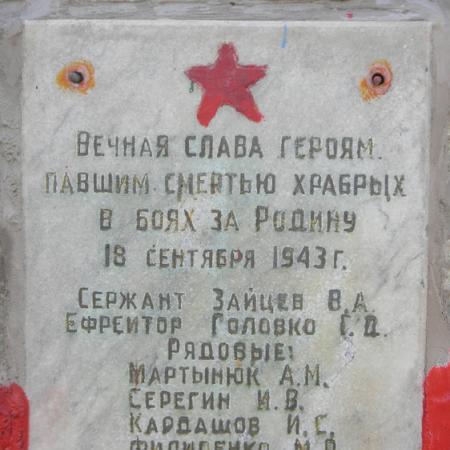 ВЕЧНАЯ СЛАВА ГЕРОЯМ,
ПАВШИМ СМЕРТЬЮ ХРАБРЫХ
В БОЯХ ЗА РОДИНУ
18 СЕНТЯБРЯ 1943 Г.
СЕРЖАНТ ЗАЙЦЕВ В.А.
ЕФРЕЙТОР ГОЛОВКО Г.Д.
РЯДОВЫЕ:
МАРТЫНЮК А.М.
СЕРЕГИН И.В.
КАРДАШОВ И.С.